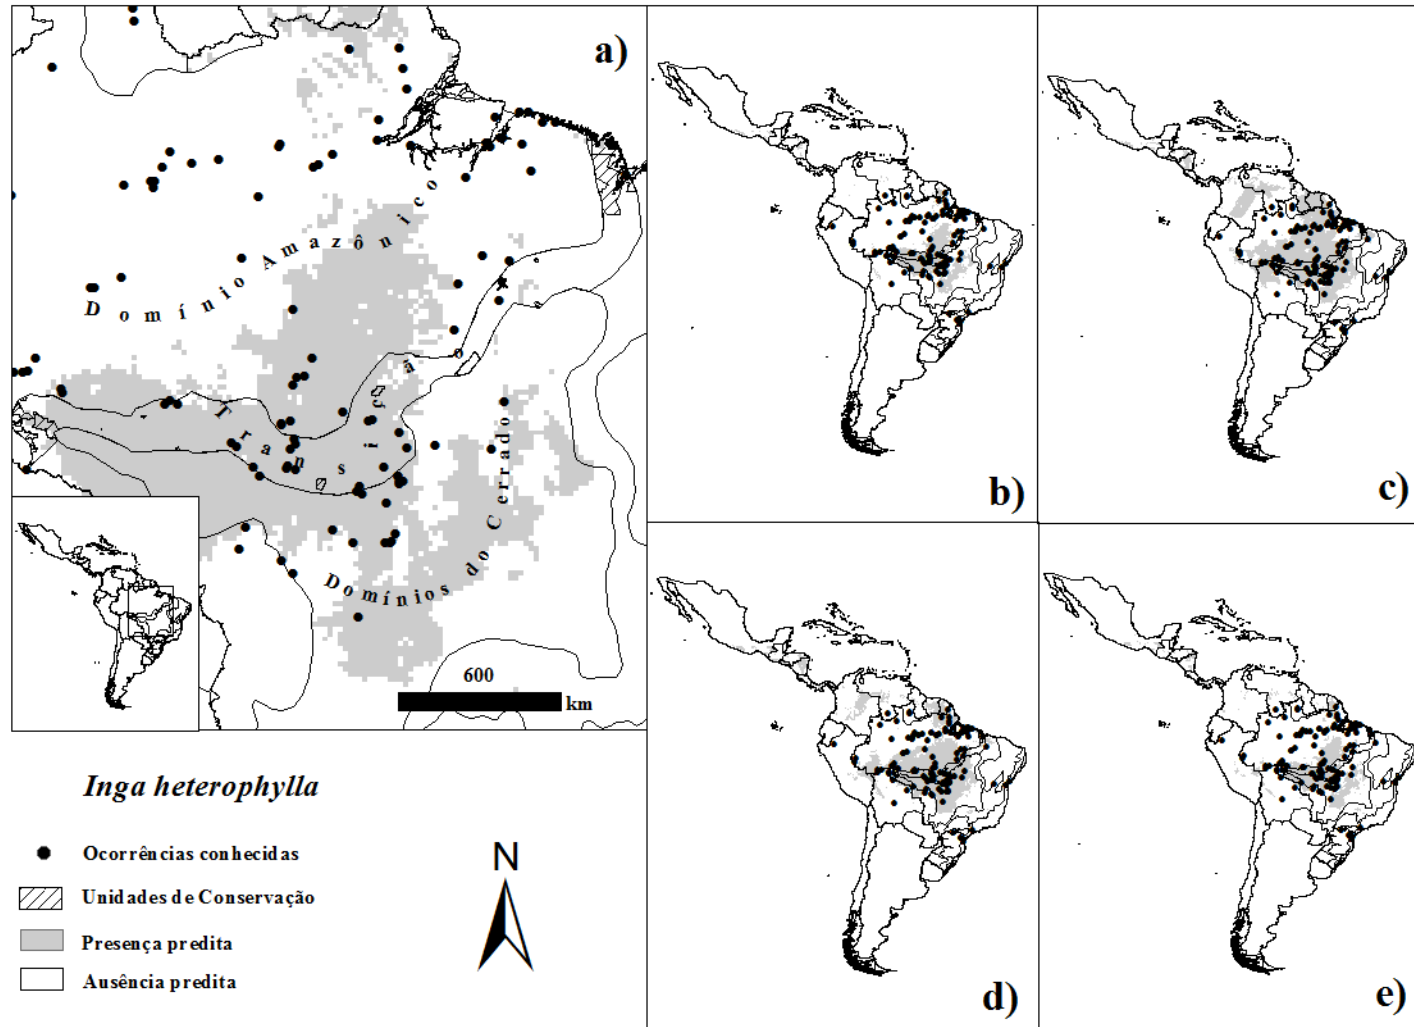 a)
Domínio Amazônico
Transição
Domínios do Cerrado
600
km
b)
c)
d)
e)
Inga heterophylla
Ocorrências conhecidas
Unidades de Conservação
Presença predita
Ausência predita
N